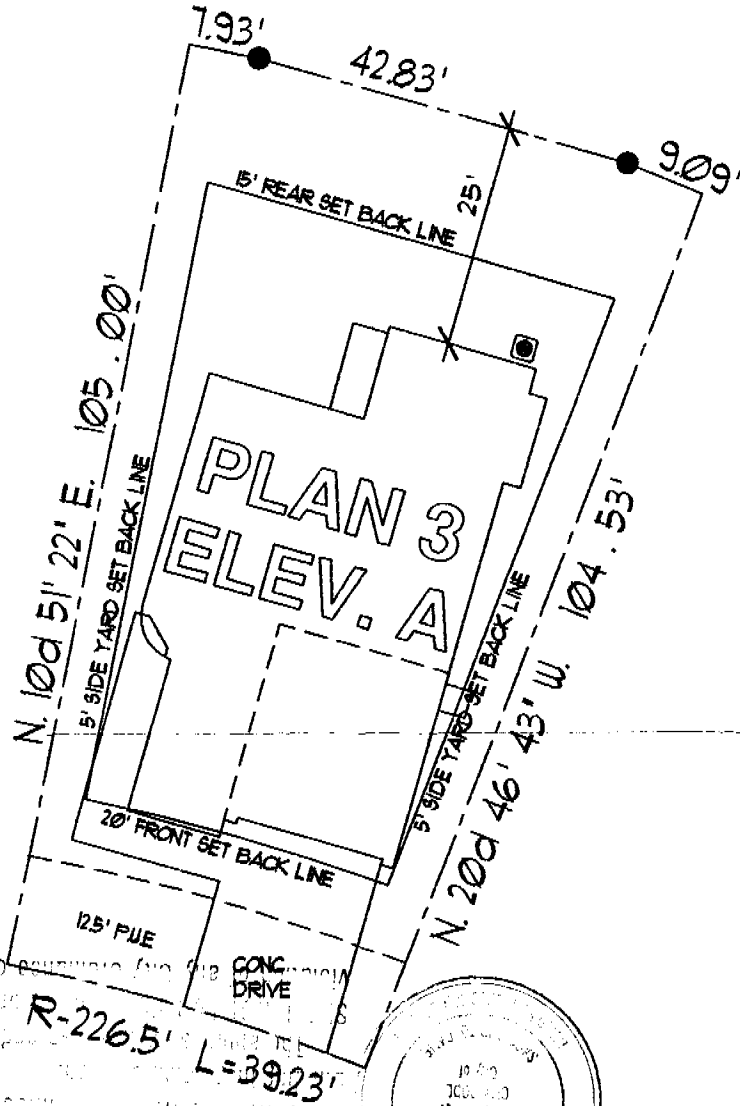 7.93'
42.83'
9.09'
25'
15' REAR SET BACK LINE
N. 10d 51' 22" E. 105.00'
5' SIDE YARD SET BACK LINE
PLAN 3
ELEV. A
N. 20d 46' 43" W. 104.53'
5' SIDE YARD SET BACK LINE
20' FRONT SET BACK LINE
12.5' P.U.E
CONC.
DRIVE
R-226.5' L=39.23'